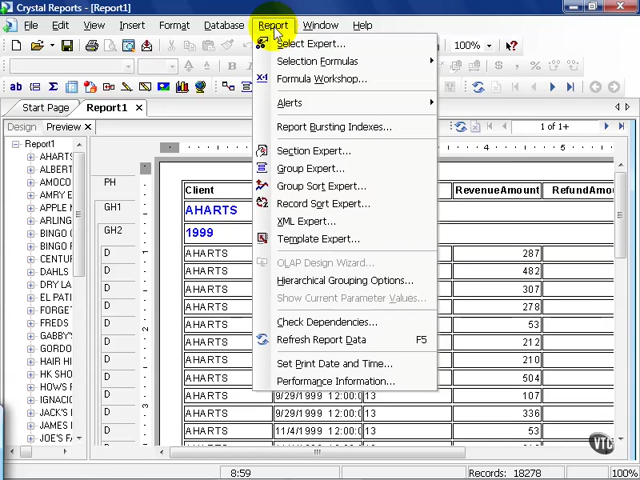 Crystal Reports - [Report1]
File Edit View Insert Format Database Report Window Help
100%
Start Page Report1
Design Preview
1 of 1+
Select Expert...
Selection Formulas
Formula Workshop...
Alerts
Report Bursting Indexes...
Section Expert...
Group Expert...
Group Sort Expert...
Record Sort Expert...
XML Expert...
Template Expert...
OLAP Design Wizard...
Hierarchical Grouping Options...
Show Current Parameter Values...
Check Dependencies...
Refresh Report Data F5
Set Print Date and Time...
Performance Information...
Report1
AHARTS
ALBERT
AMOCO
AMRY E
APPLE M
ARLING
BINGO
BINGO
CENTUR
DAHLS
DRY LA
EL PATI
FORGET
FREDS
GABBY'
HAIR HI
HK SHO
HOWS F
IGNACIO
JACK'S
JAMES
JOE'S F
PH
GH1
GH2
D
D
D
D
D
D
D
D
D
D
D
1
2
3
4 5
Client RevenueAmount RefundAmou
AHARTS
1999
AHARTS 287
AHARTS 482
AHARTS 307
AHARTS 278
AHARTS 53
AHARTS 212
AHARTS 210
AHARTS 504
AHARTS 9/29/1999 12:00:0 13 107
AHARTS 9/29/1999 12:00:0 13 336
AHARTS 11/4/1999 12:00:0 13 53
VTC
8:59 Records: 18278 100%